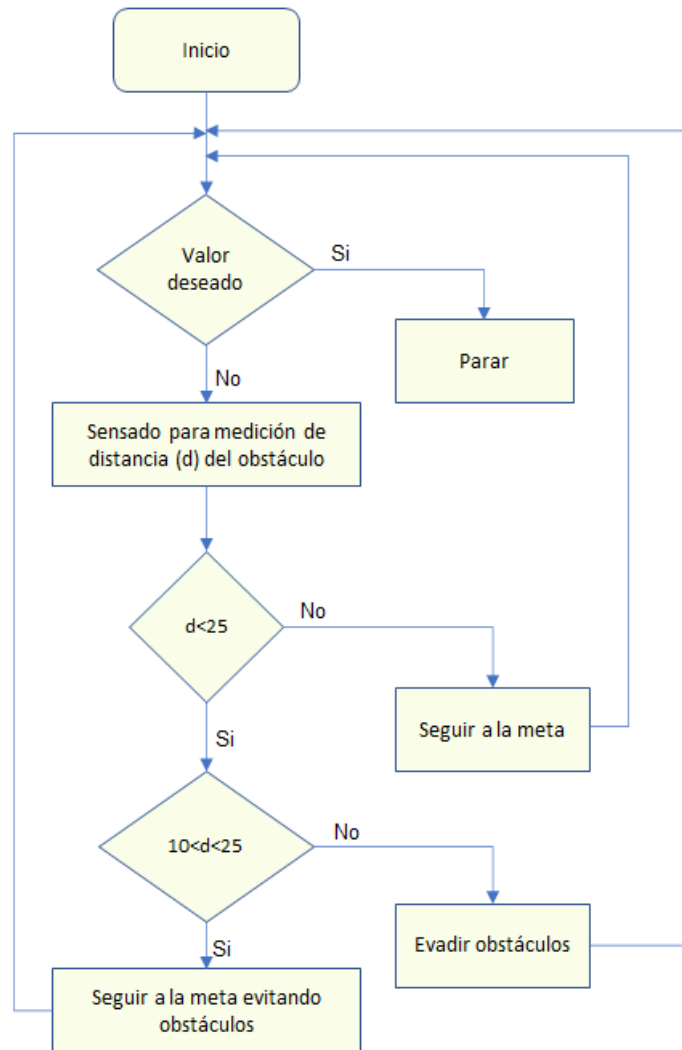 Inicio
Valor
deseado
Si
Parar
No
Sensado para medición de
distancia (d) del obstáculo
d<25
No
Seguir a la meta
Si
10<d<25
No
Evadir obstáculos
Si
Seguir a la meta evitando
obstáculos